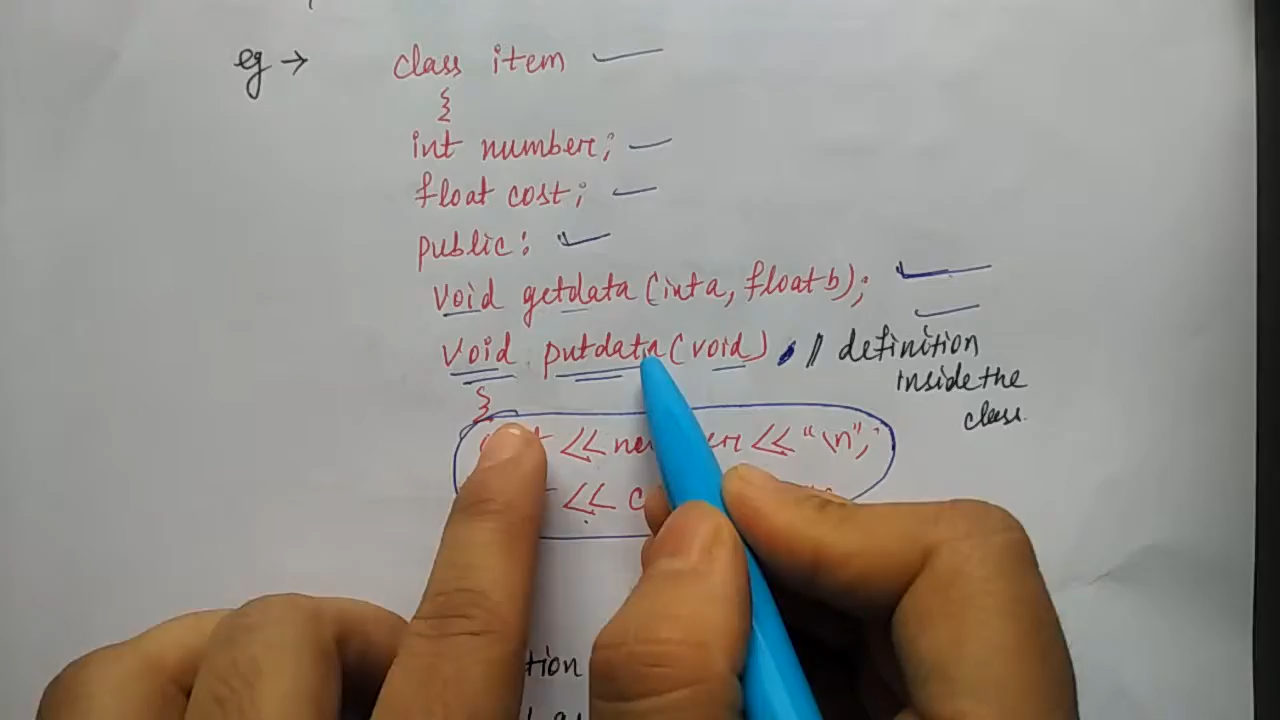 eg → class item
{
int number;
float cost;
public:
void getdata (int a, float b);
void putdata (void) // definition
inside the
class.
{
<< << "\n";
<<
tion